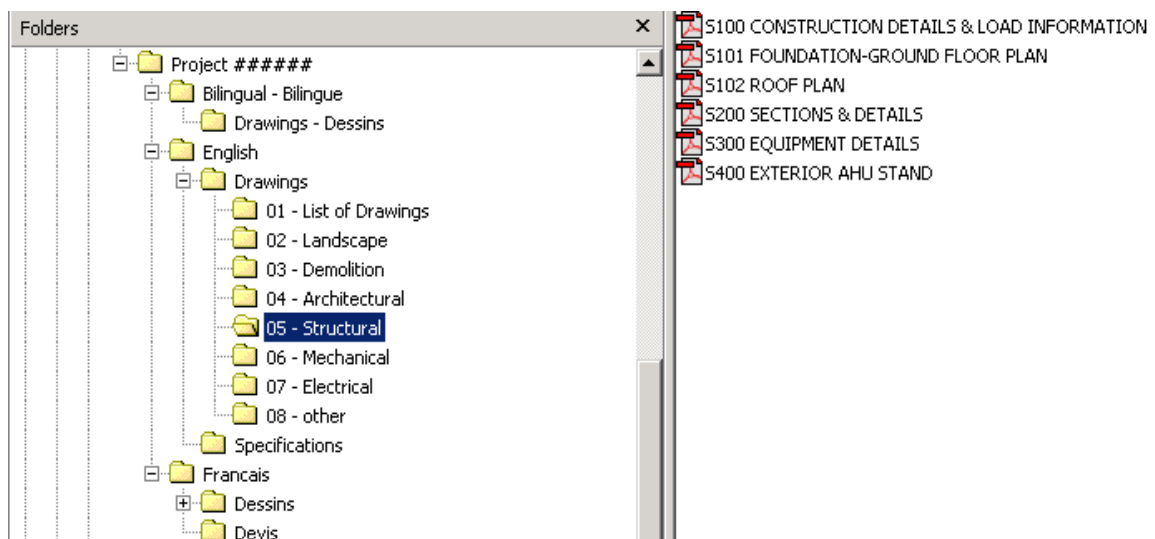 Folders
Project ######
Bilingual - Bilingue
Drawings - Dessins
English
Drawings
01 - List of Drawings
02 - Landscape
03 - Demolition
04 - Architectural
05 - Structural
06 - Mechanical
07 - Electrical
08 - other
Specifications
Francais
Dessins
Devis
S100 CONSTRUCTION DETAILS & LOAD INFORMATION
S101 FOUNDATION-GROUND FLOOR PLAN
S102 ROOF PLAN
S200 SECTIONS & DETAILS
S300 EQUIPMENT DETAILS
S400 EXTERIOR AHU STAND